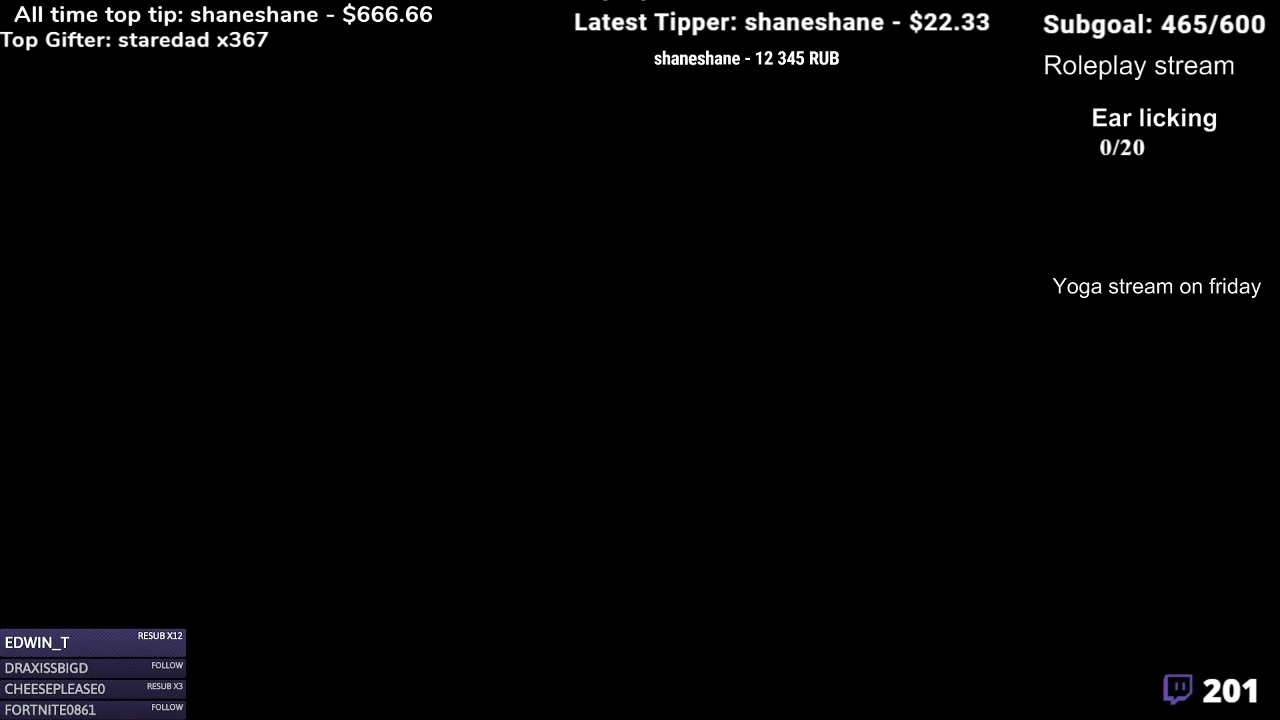 All time top tip: shaneshane - $666.66
Top Gifter: staredad x367
Latest Tipper: shaneshane - $22.33
shaneshane - 12 345 RUB
Subgoal: 465/600
Roleplay stream
Ear licking
0/20
Yoga stream on friday
EDWIN_T RESUB X12
DRAXISSBIGD FOLLOW
CHEESEPLEASE0 RESUB X3
FORTNITE0861 FOLLOW
201